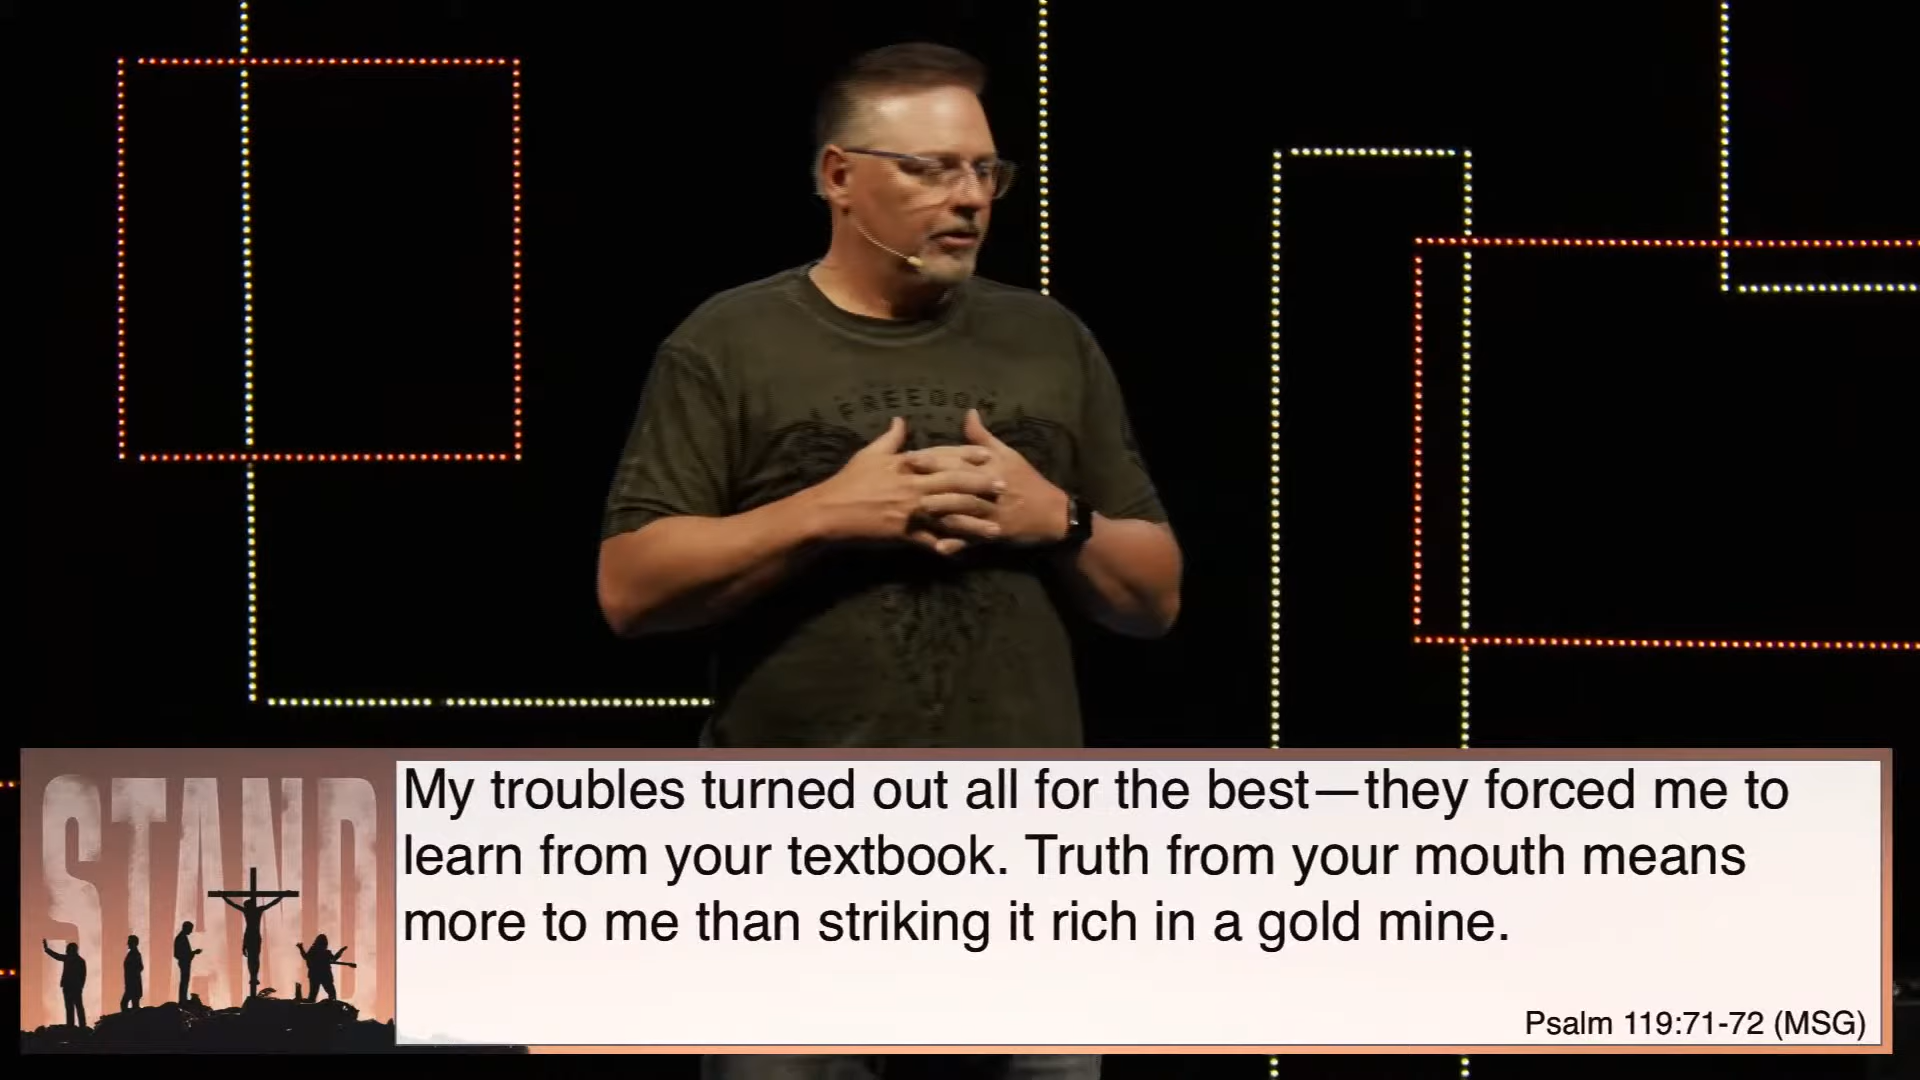 FREEDOM
STAND
My troubles turned out all for the best—they forced me to
learn from your textbook. Truth from your mouth means
more to me than striking it rich in a gold mine.
Psalm 119:71-72 (MSG)